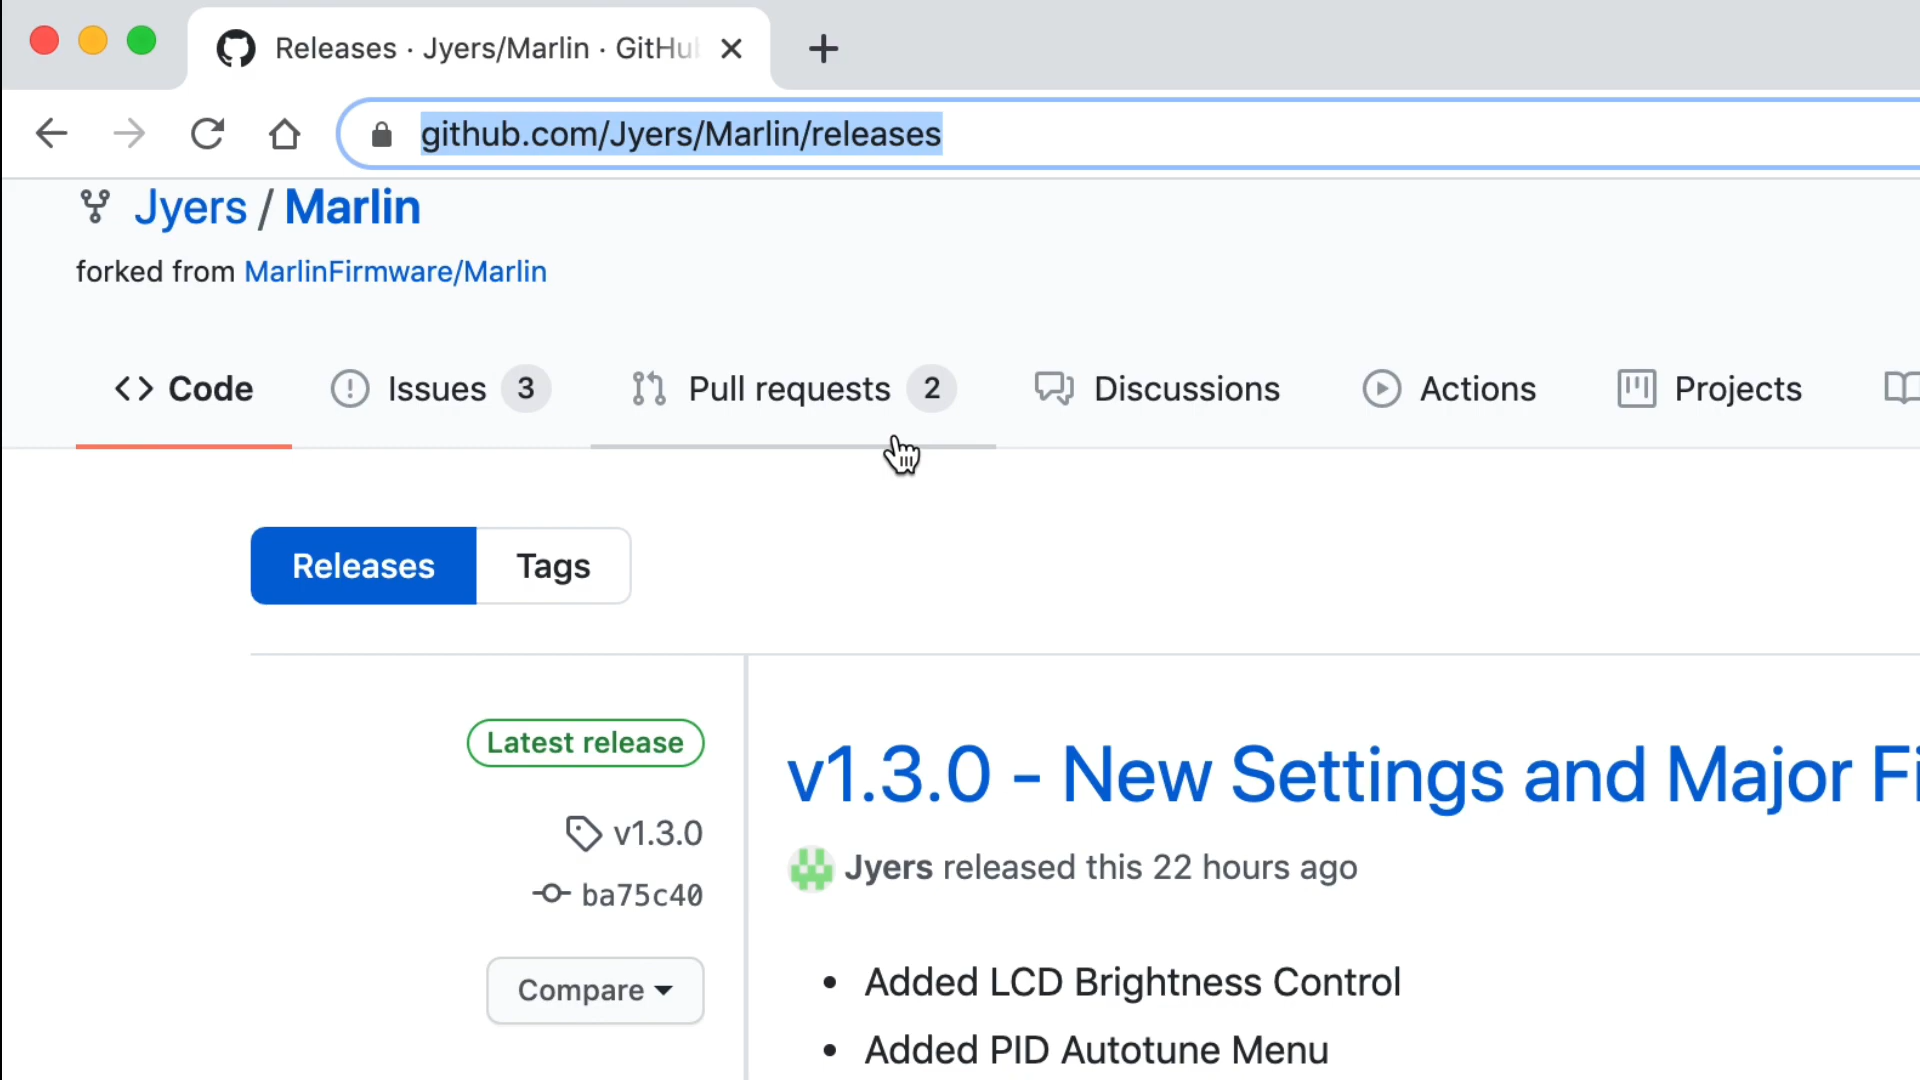 Releases · Jyers/Marlin · GitHu
github.com/Jyers/Marlin/releases
Jyers / Marlin
forked from MarlinFirmware/Marlin
Code Issues 3 Pull requests 2 Discussions Actions Projects
Releases Tags
Latest release
v1.3.0
ba75c40
Compare
v1.3.0 - New Settings and Major Fi
Jyers released this 22 hours ago
• Added LCD Brightness Control
• Added PID Autotune Menu